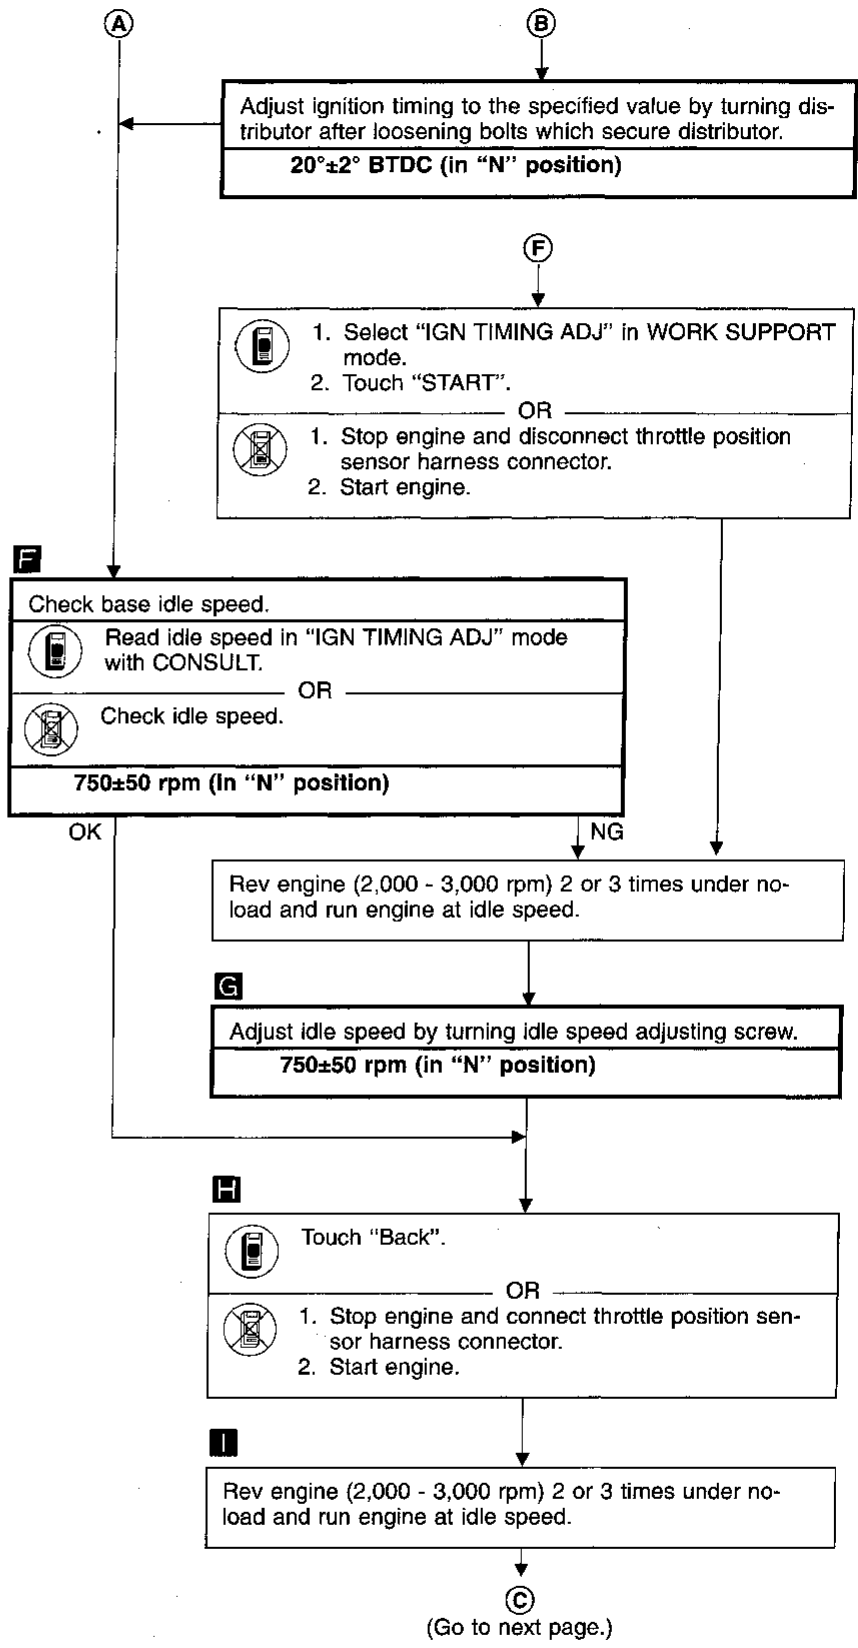 A
B
Adjust ignition timing to the specified value by turning dis-
tributor after loosening bolts which secure distributor.
20°±2° BTDC (in “N” position)
F
1. Select “IGN TIMING ADJ” in WORK SUPPORT
mode.
2. Touch “START”.
OR
1. Stop engine and disconnect throttle position
sensor harness connector.
2. Start engine.
F
Check base idle speed.
Read idle speed in “IGN TIMING ADJ” mode
with CONSULT.
OR
Check idle speed.
750±50 rpm (in “N” position)
OK
NG
Rev engine (2,000 - 3,000 rpm) 2 or 3 times under no-
load and run engine at idle speed.
G
Adjust idle speed by turning idle speed adjusting screw.
750±50 rpm (in “N” position)
H
Touch “Back”.
OR
1. Stop engine and connect throttle position sen-
sor harness connector.
2. Start engine.
I
Rev engine (2,000 - 3,000 rpm) 2 or 3 times under no-
load and run engine at idle speed.
C
(Go to next page.)